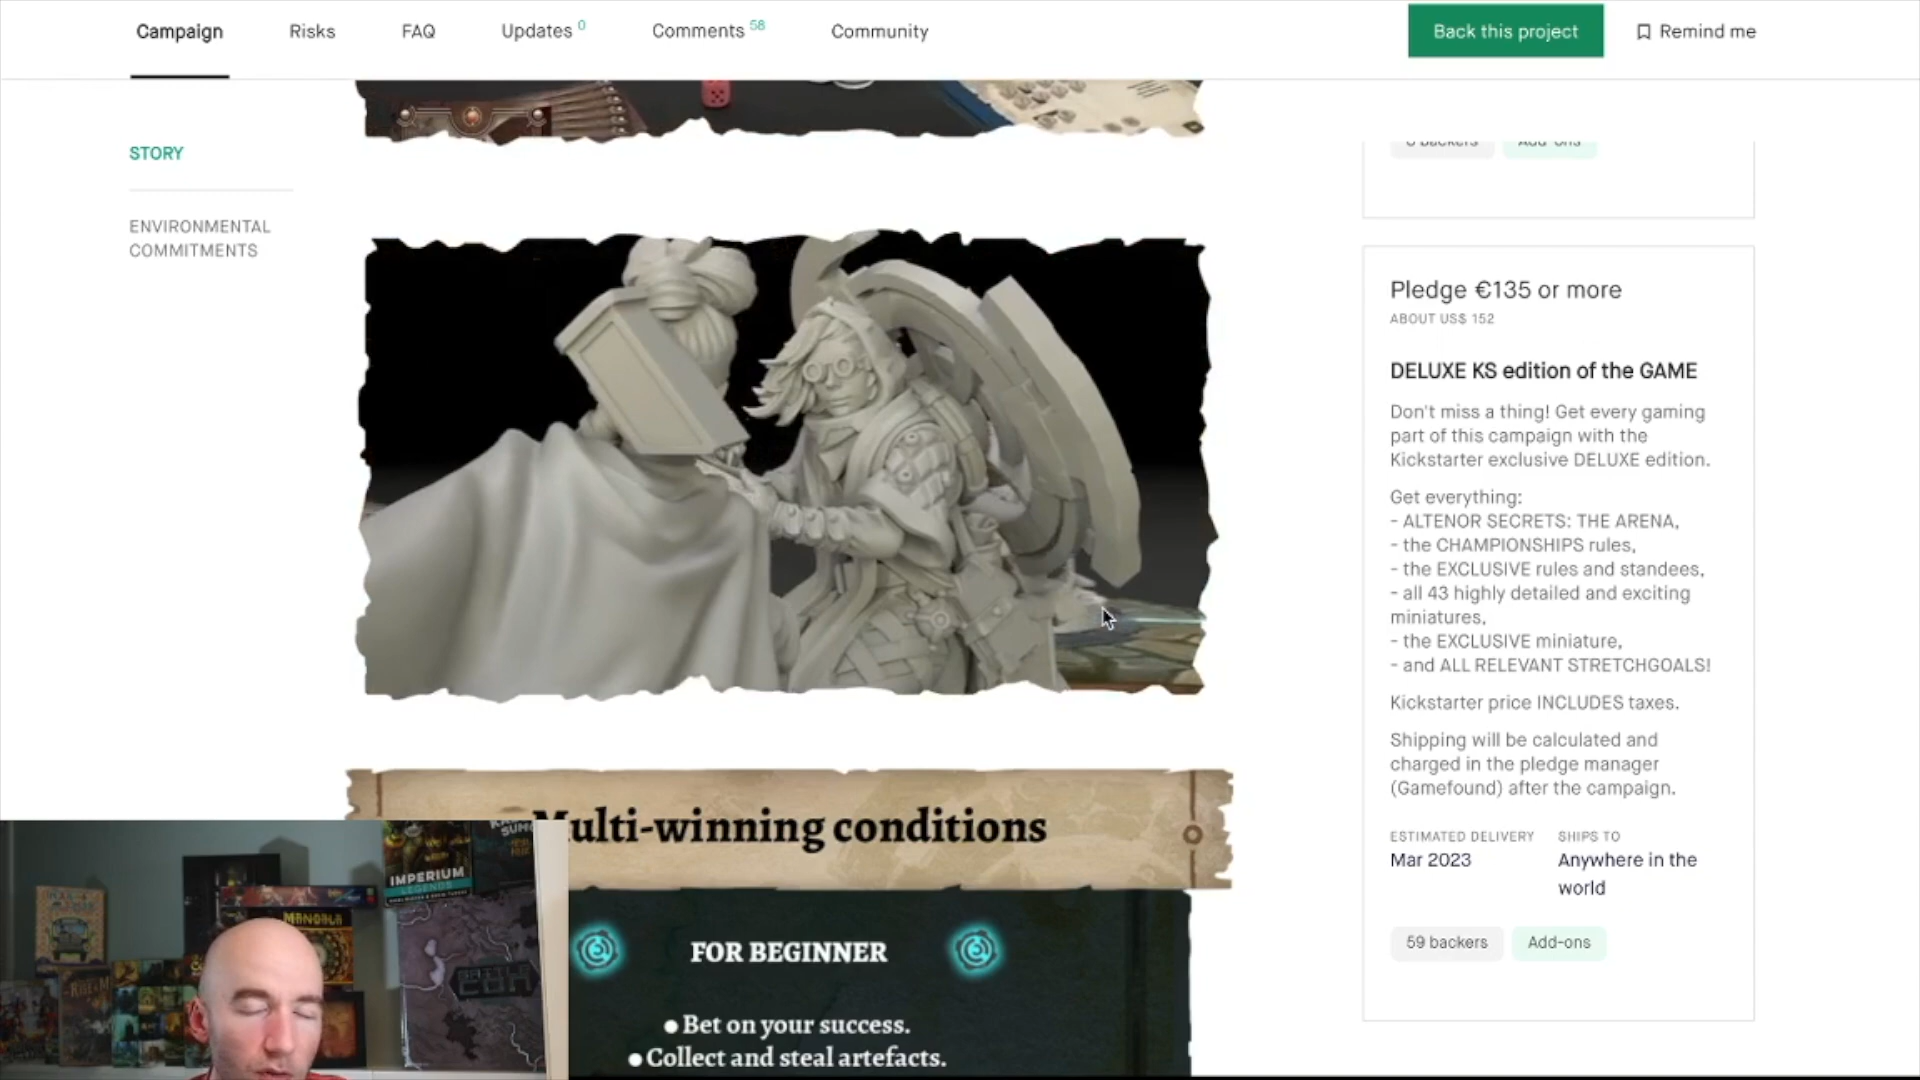 Campaign
Risks
FAQ
Updates 0
Comments 58
Community
Back this project
Remind me
STORY
ENVIRONMENTAL
COMMITMENTS
backers
Add-ons
Pledge €135 or more
ABOUT US$ 152
DELUXE KS edition of the GAME
Don't miss a thing! Get every gaming
part of this campaign with the
Kickstarter exclusive DELUXE edition.
Get everything:
- ALTENOR SECRETS: THE ARENA,
- the CHAMPIONSHIPS rules,
- the EXCLUSIVE rules and standees,
- all 43 highly detailed and exciting
miniatures,
- the EXCLUSIVE miniature,
- and ALL RELEVANT STRETCHGOALS!
Kickstarter price INCLUDES taxes.
Shipping will be calculated and
charged in the pledge manager
(Gamefound) after the campaign.
ESTIMATED DELIVERY
Mar 2023
SHIPS TO
Anywhere in the
world
59 backers
Add-ons
Multi-winning conditions
FOR BEGINNER
● Bet on your success.
● Collect and steal artefacts.
IMPERIUM
LEGENDS
MANDALA